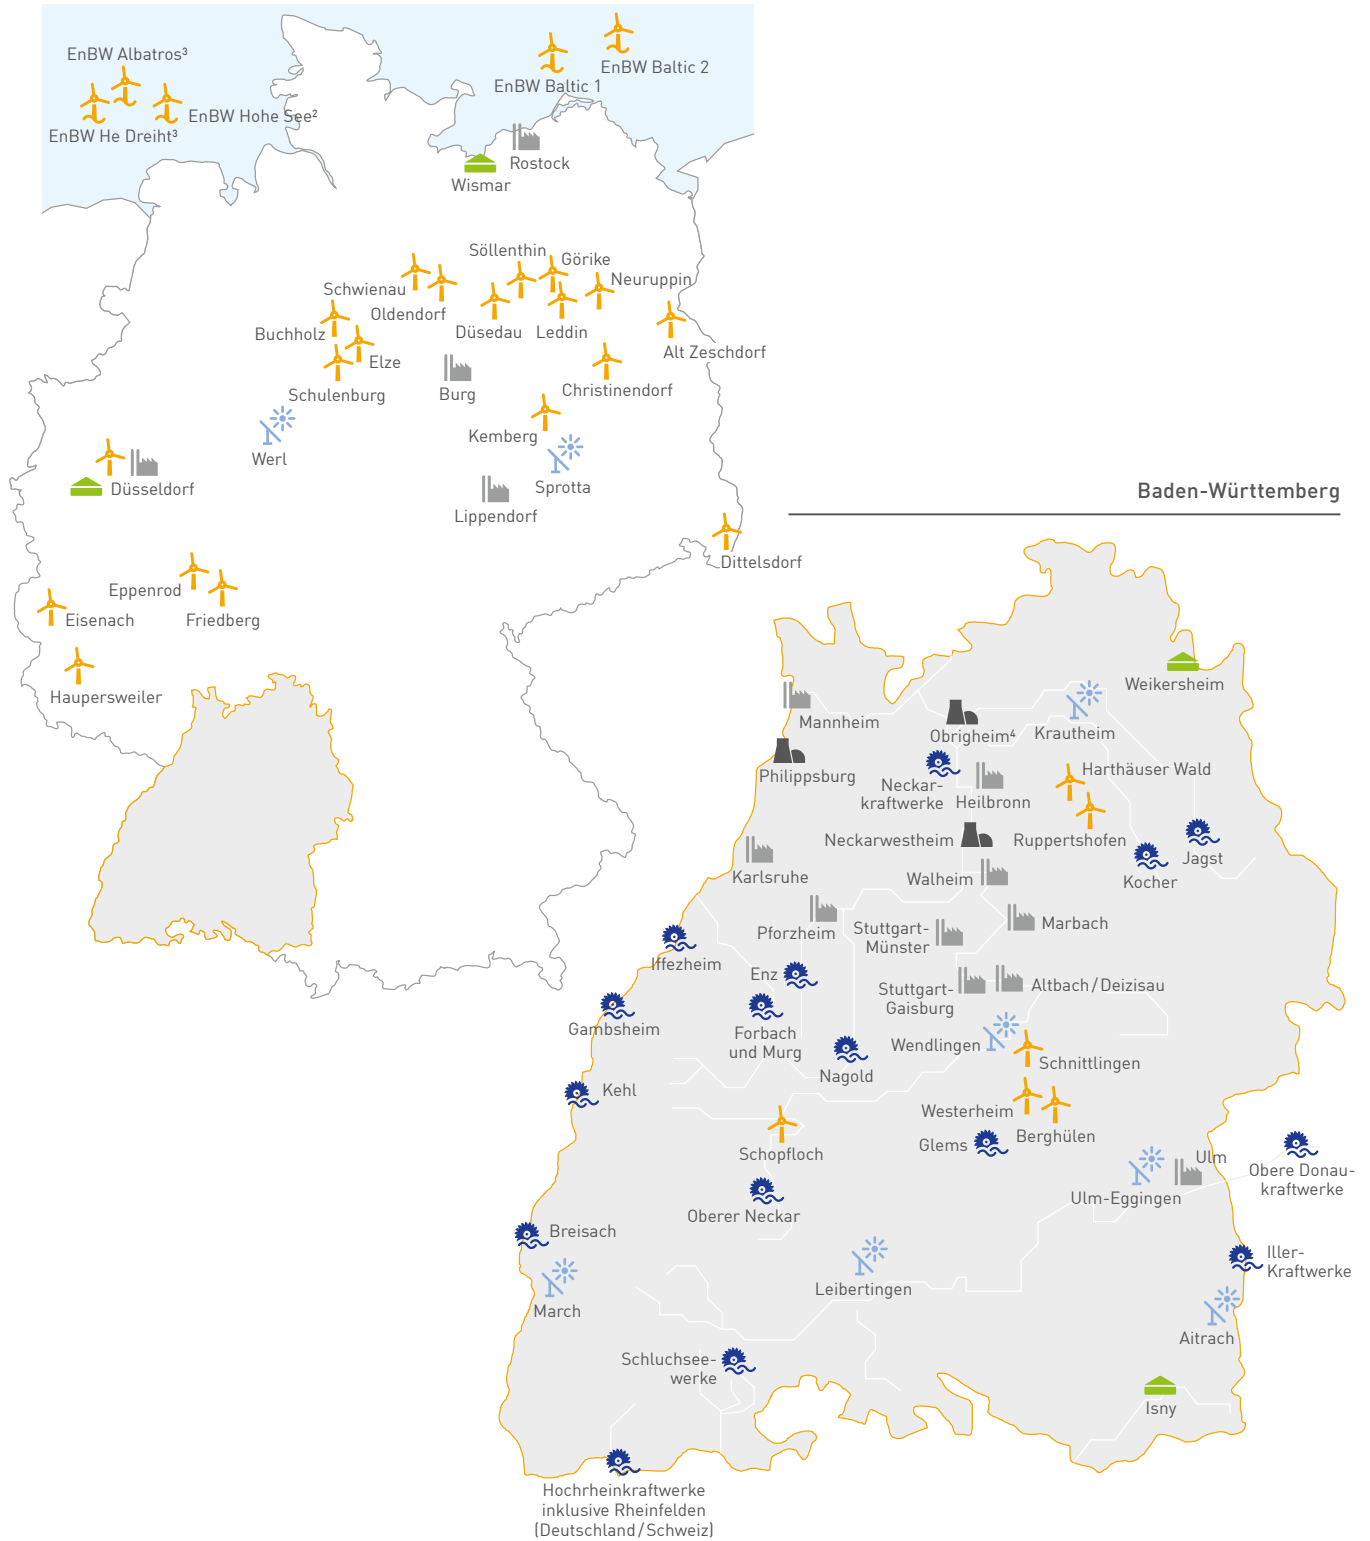 EnBW Albatros³
EnBW Baltic 2
EnBW Baltic 1
EnBW Hohe See²
EnBW He Dreiht³
Rostock
Wismar
Söllenthin
Görike
Neuruppin
Schwienau
Oldendorf
Düsedau
Leddin
Buchholz
Alt Zeschdorf
Elze
Schulenburg
Burg
Christinendorf
Kemberg
Werl
Sprotta
Düsseldorf
Lippendorf
Dittelsdorf
Eppenrod
Eisenach
Friedberg
Haupersweiler
Baden-Württemberg
Weikersheim
Mannheim
Obrigheim⁴
Krautheim
Philippsburg
Harthäuser Wald
Neckar-
kraftwerke
Heilbronn
Neckarwestheim
Ruppertshofen
Jagst
Kocher
Karlsruhe
Walheim
Pforzheim
Stuttgart-
Münster
Marbach
Iffezheim
Enz
Stuttgart-
Gaisburg
Altbach / Deizisau
Gambsheim
Forbach
und Murg
Wendlingen
Schnittlingen
Nagold
Kehl
Westerheim
Berghülen
Glems
Schopfloch
Ulm
Ulm-Eggingen
Obere Donau-
kraftwerke
Oberer Neckar
Breisach
Iller-
Kraftwerke
Leibertingen
March
Aitrach
Schluchsee-
werke
Isny
Hochrheinkraftwerke
inklusive Rheinfelden
(Deutschland / Schweiz)